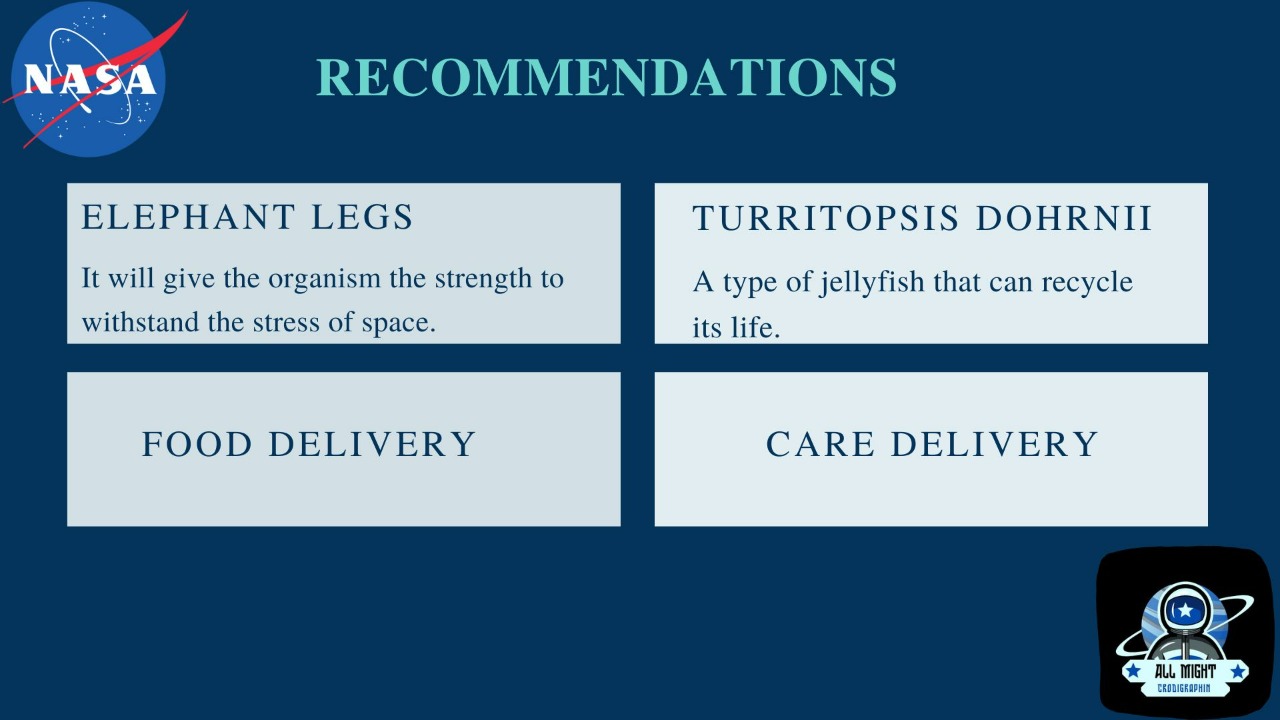 NASA
RECOMMENDATIONS
ELEPHANT LEGS
It will give the organism the strength to
withstand the stress of space.
TURRITOPSIS DOHRNII
A type of jellyfish that can recycle
its life.
FOOD DELIVERY
CARE DELIVERY
ALL MIGHT
CRODIGRAPHIN